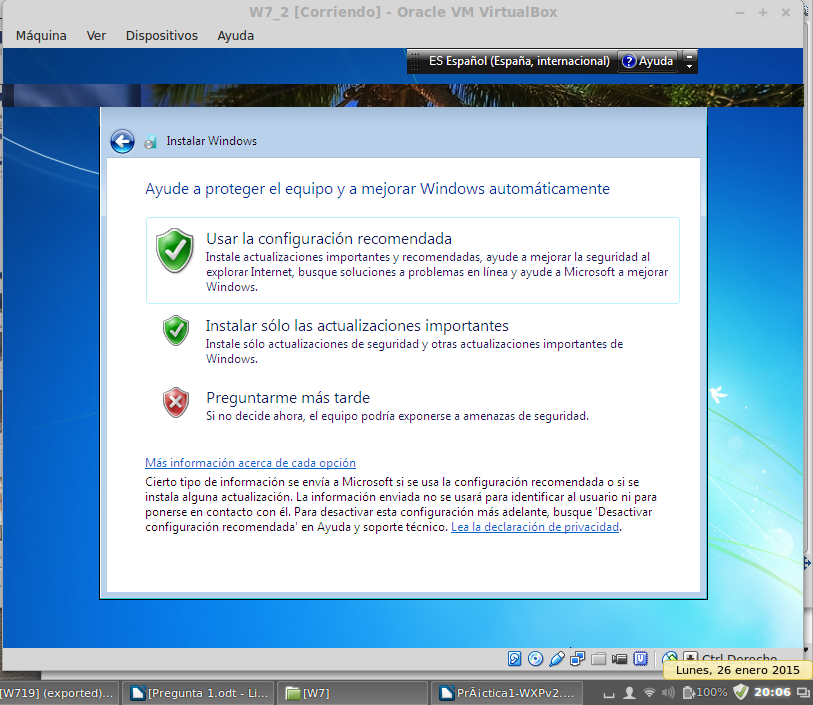 W7_2 [Corriendo] - Oracle VM VirtualBox
Máquina Ver Dispositivos Ayuda
ES Español (España, internacional) ? Ayuda
Instalar Windows
Ayude a proteger el equipo y a mejorar Windows automáticamente
Usar la configuración recomendada
Instale actualizaciones importantes y recomendadas, ayude a mejorar la seguridad al
explorar Internet, busque soluciones a problemas en línea y ayude a Microsoft a mejorar
Windows.
Instalar sólo las actualizaciones importantes
Instale sólo actualizaciones de seguridad y otras actualizaciones importantes de
Windows.
Preguntarme más tarde
Si no decide ahora, el equipo podría exponerse a amenazas de seguridad.
Más información acerca de cada opción
Cierto tipo de información se envía a Microsoft si se usa la configuración recomendada o si se
instala alguna actualización. La información enviada no se usará para identificar al usuario ni para
ponerse en contacto con él. Para desactivar esta configuración más adelante, busque 'Desactivar
configuración recomendada' en Ayuda y soporte técnico. Lea la declaración de privacidad.
Ctrl Derecho
Lunes, 26 enero 2015
[W719] (exported)... [Pregunta 1.odt - Li... [W7] PrÃ¡ctica1-WXPv2.... 100% 20:06